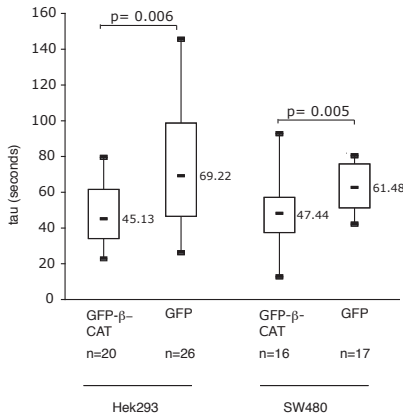 160
140
120
100
80
60
40
20
0
tau (seconds)
p= 0.006
p= 0.005
45.13
69.22
47.44
61.48
GFP-β–
CAT
GFP
GFP-β-
CAT
GFP
n=20
n=26
n=16
n=17
Hek293
SW480